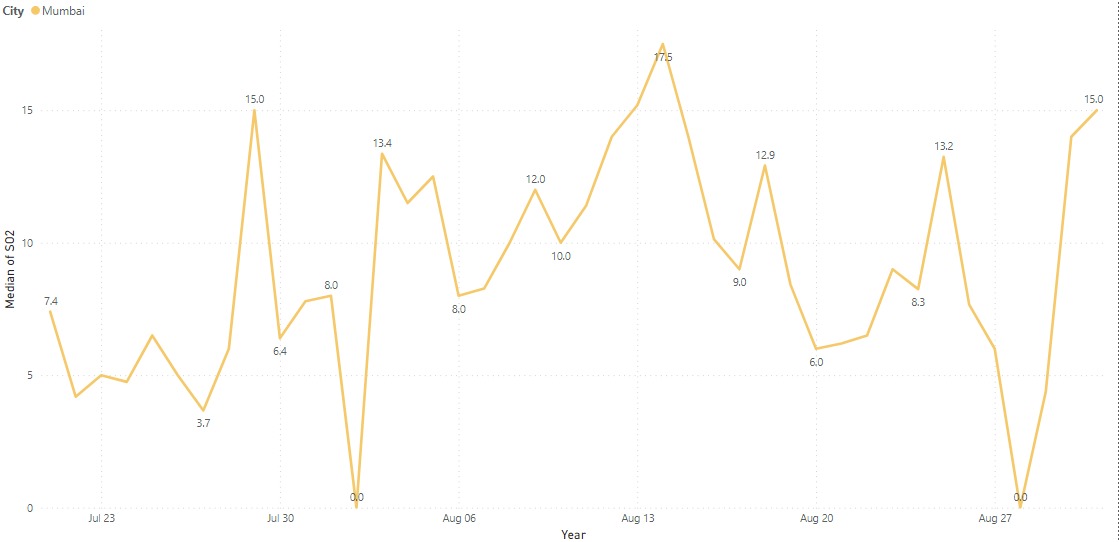 City Mumbai
Median of SO2
15
10
5
0
7.4
3.7
15.0
6.4
8.0
0.0
13.4
8.0
12.0
10.0
17.5
9.0
12.9
6.0
8.3
13.2
0.0
15.0
Jul 23
Jul 30
Aug 06
Aug 13
Aug 20
Aug 27
Year